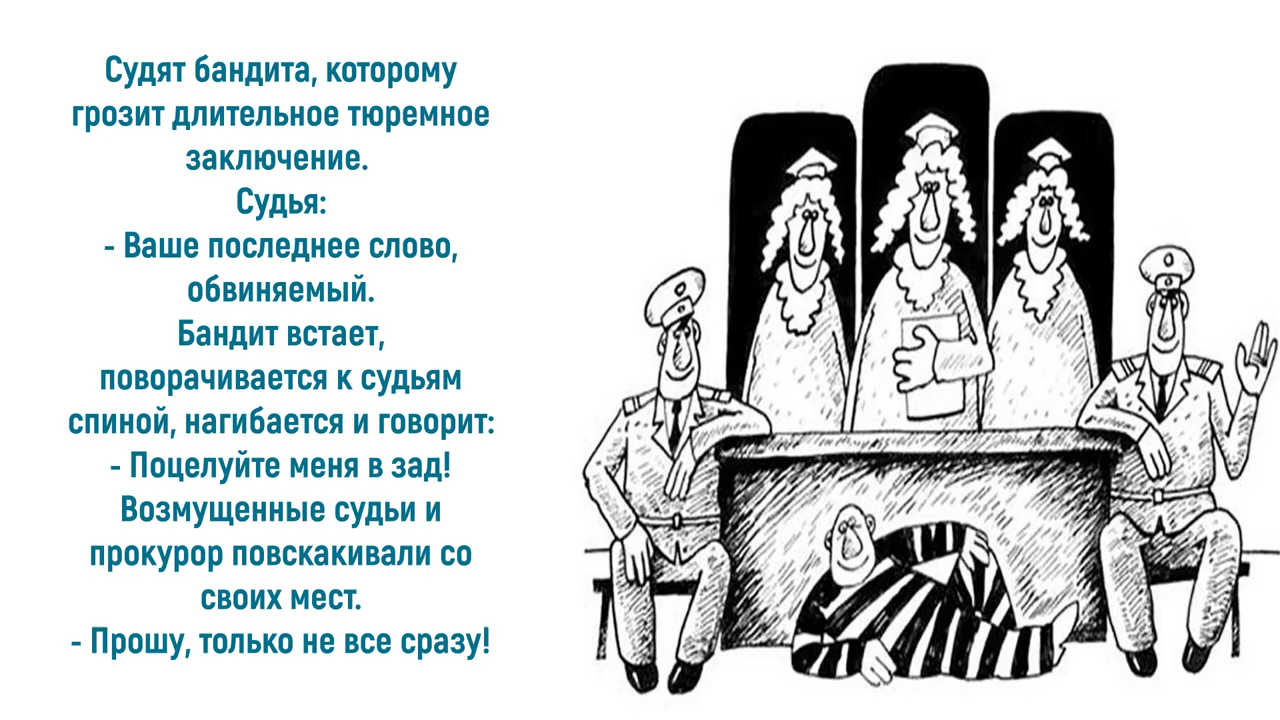 Судят бандита, которому
грозит длительное тюремное
заключение.
Судья:
- Ваше последнее слово,
обвиняемый.
Бандит встает,
поворачивается к судьям
спиной, нагибается и говорит:
- Поцелуйте меня в зад!
Возмущенные судьи и
прокурор повскакивали со
своих мест.
- Прошу, только не все сразу!